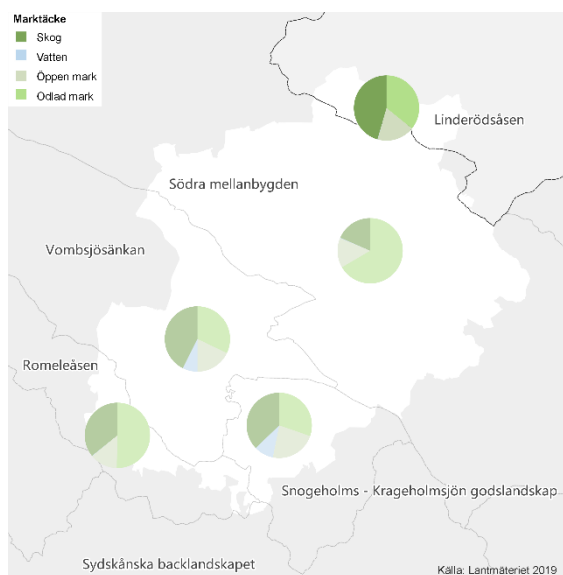 Marktäcke
Skog
Vatten
Öppen mark
Odlad mark
Linderödsåsen
Södra mellanbygden
Vombsjösänkan
Romeleåsen
Snogeholms - Krageholmsjön godslandskap
Sydskånska backlandskapet
Källa: Lantmäteriet 2019